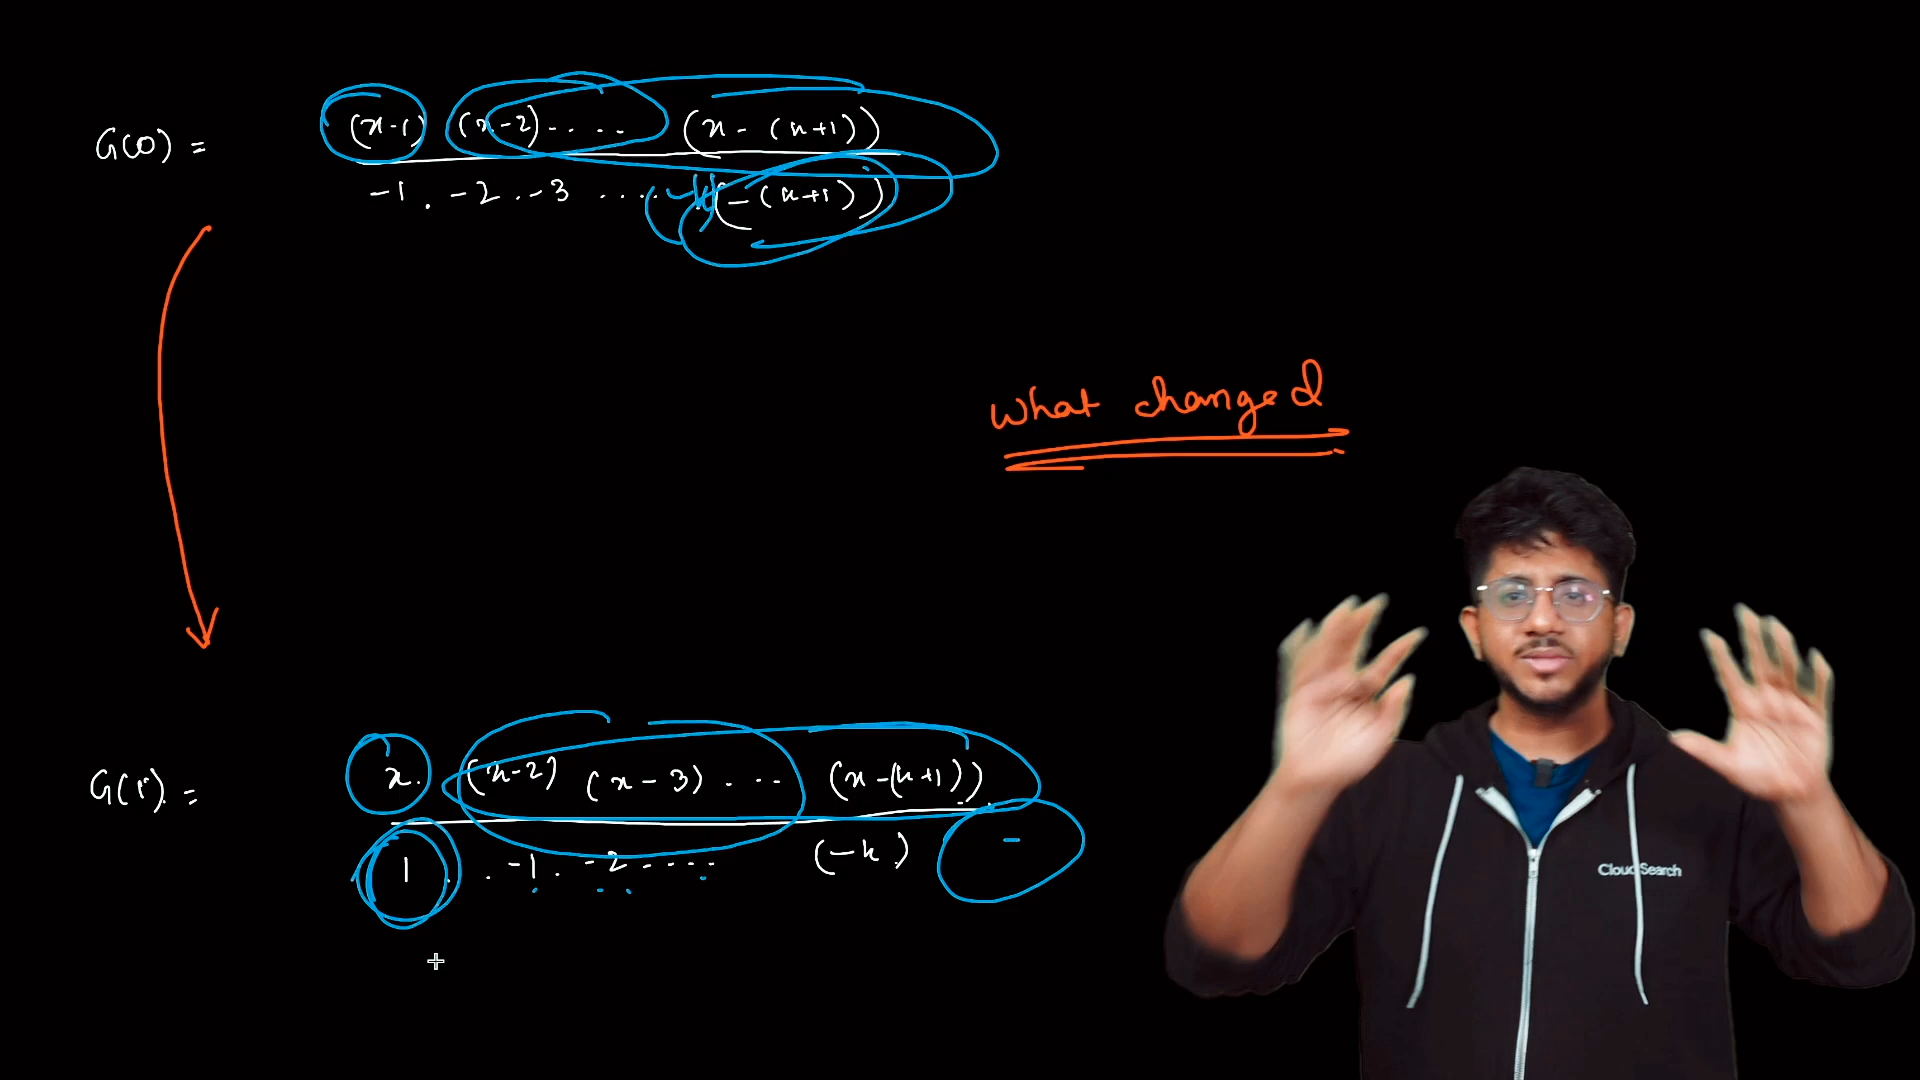 G(0) = (x-1) (x-2) .... (x - (k+1))
-1 . -2 . -3 .... (-k) (-(k+1))
What changed
G(1) = x. (x-2) (x-3) ... (x-(k+1))
1 . -1 . -2 .... (-k) -
CloudSearch